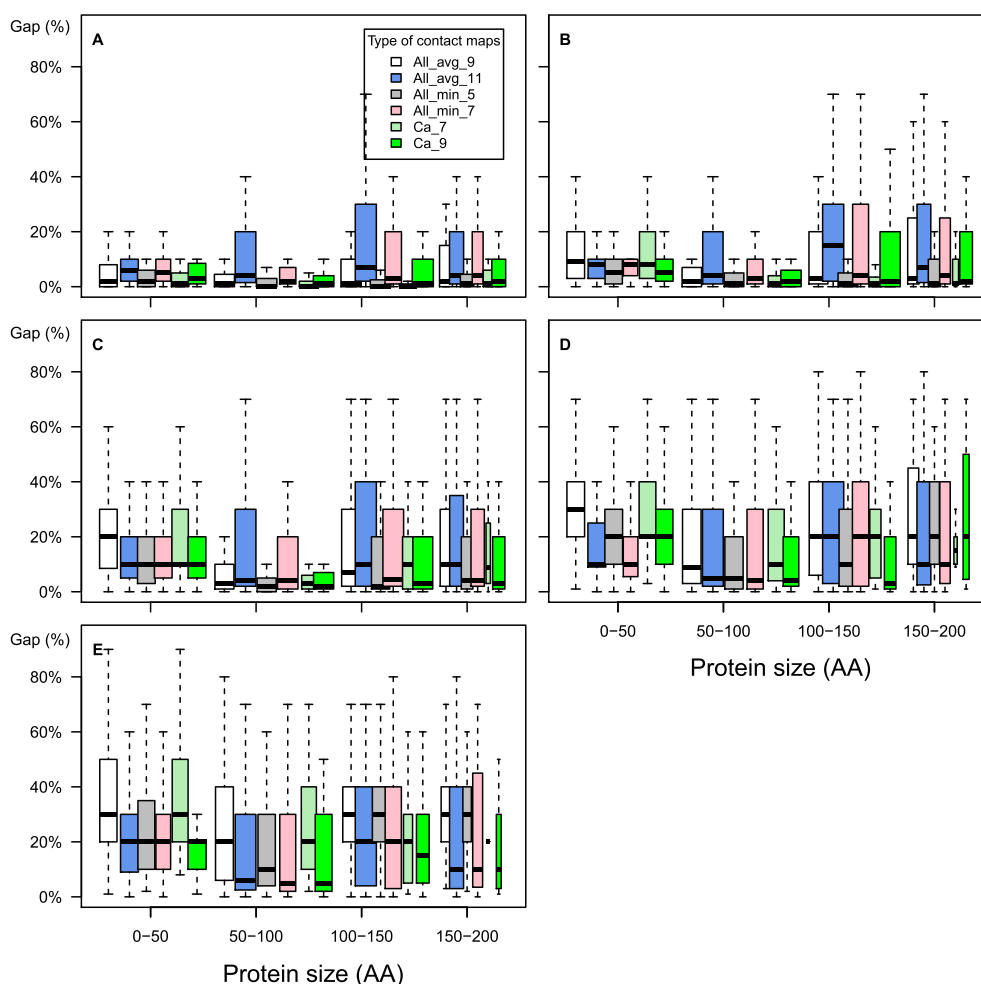 Gap (%)
A
B
Type of contact maps
All_avg_9
All_avg_11
All_min_5
All_min_7
Ca_7
Ca_9
80%
60%
40%
20%
0%
Gap (%)
C
D
80%
60%
40%
20%
0%
0−50
50−100
100−150
150−200
Protein size (AA)
Gap (%)
E
80%
60%
40%
20%
0%
0−50
50−100
100−150
150−200
Protein size (AA)